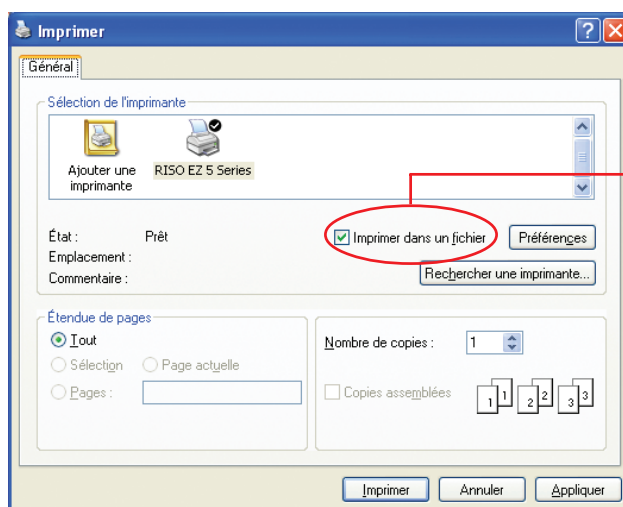 Imprimer
Général
Sélection de l'imprimante
Ajouter une
imprimante
RISO EZ 5 Series
État : Prêt
Imprimer dans un fichier
Préférences
Emplacement :
Commentaire :
Rechercher une imprimante...
Étendue de pages
Tout
Sélection Page actuelle
Pages :
Nombre de copies : 1
Copies assemblées
1 1 2 2 3 3
Imprimer Annuler Appliquer